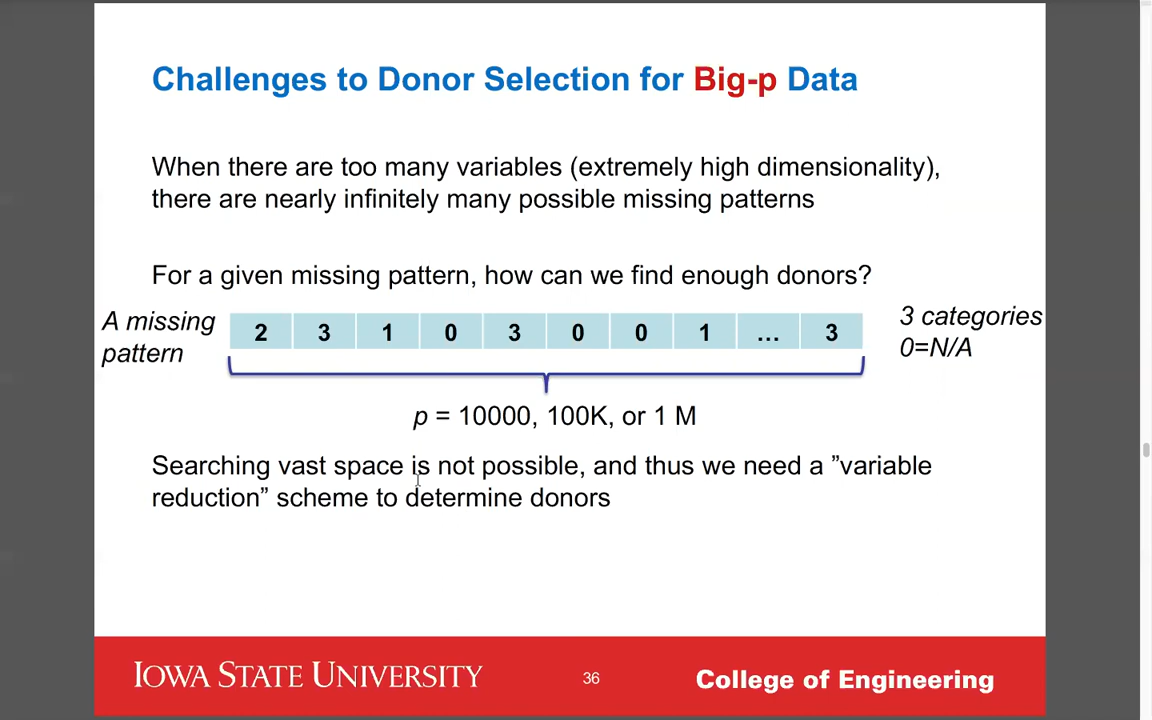 Challenges to Donor Selection for Big-p Data
When there are too many variables (extremely high dimensionality),
there are nearly infinitely many possible missing patterns
For a given missing pattern, how can we find enough donors?
A missing
pattern
2 3 1 0 3 0 0 1 ... 3
3 categories
0=N/A
p = 10000, 100K, or 1 M
Searching vast space is not possible, and thus we need a ”variable
reduction” scheme to determine donors
IOWA STATE UNIVERSITY
36
College of Engineering